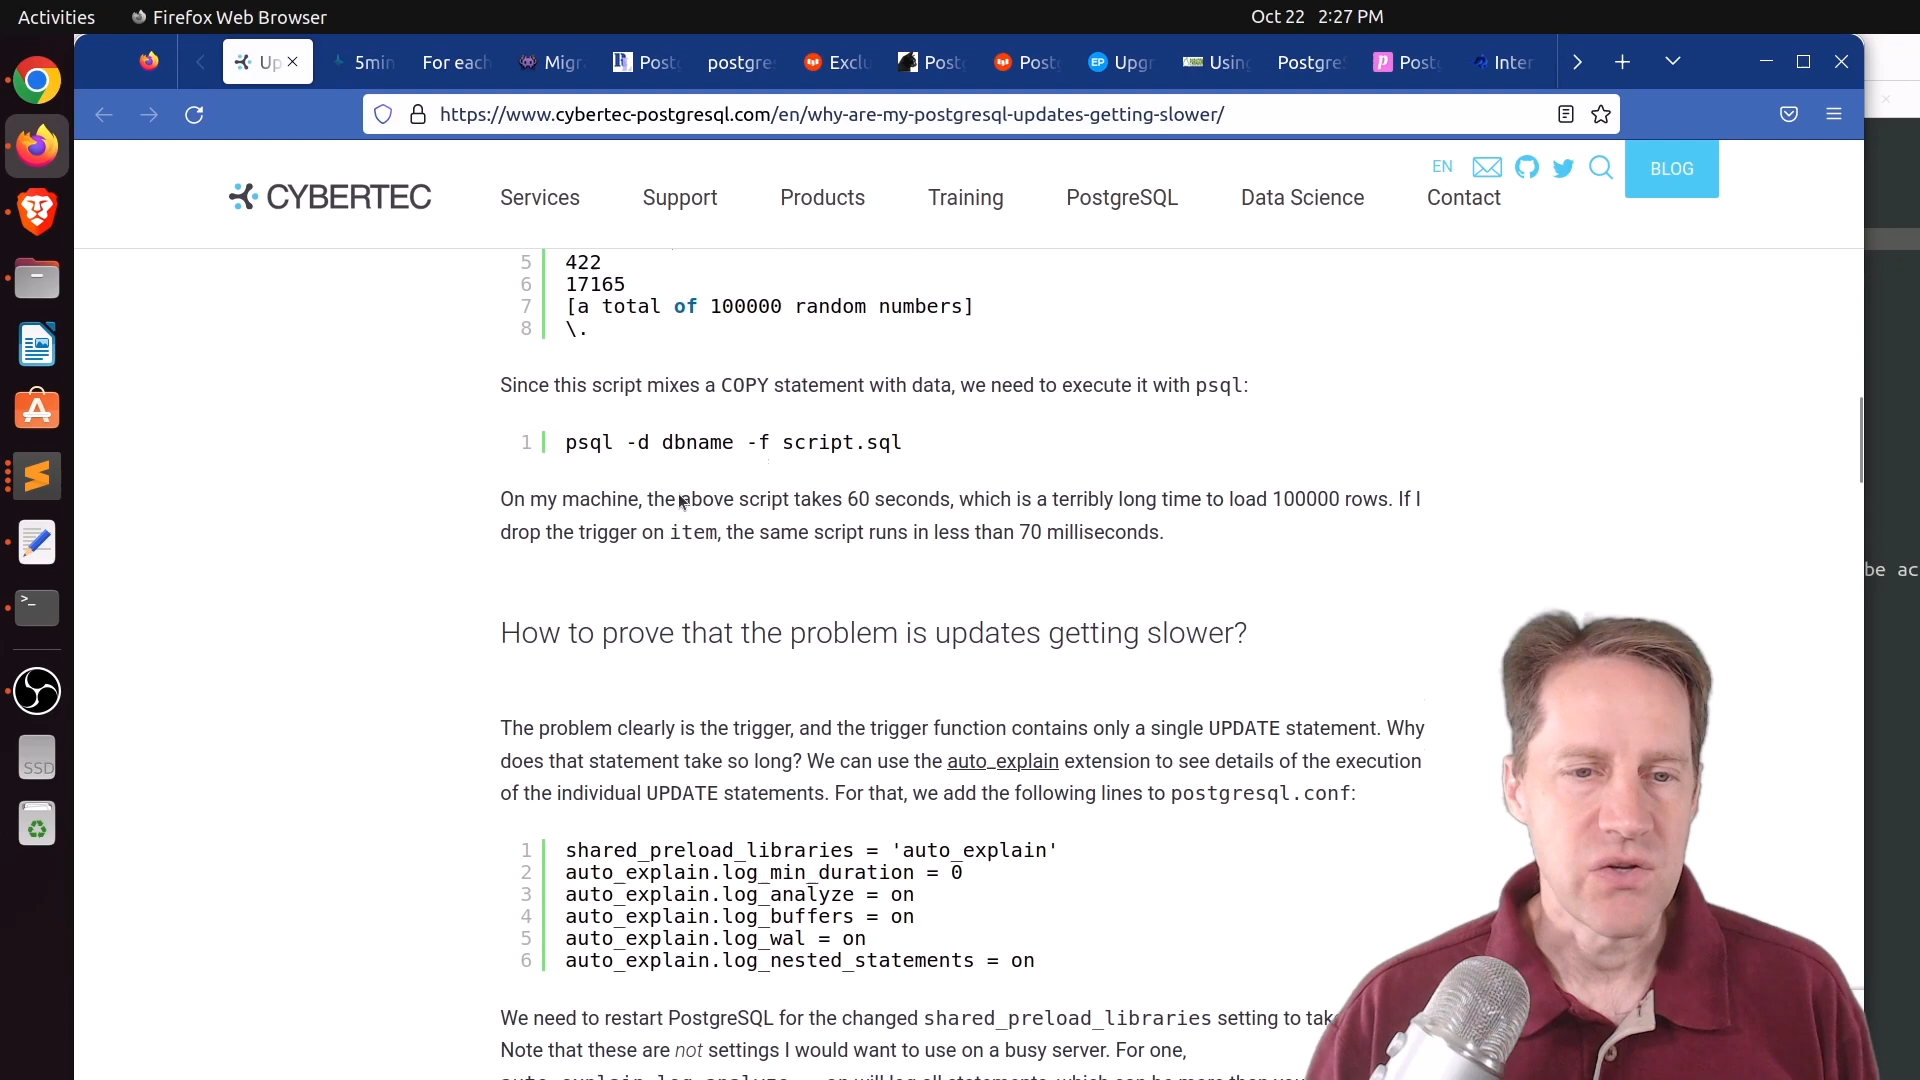 Activities
Firefox Web Browser
Oct 22 2:27 PM
Up
5min
For each
Migr
Post
postgres
Exclu
Post
Post
EP
Upgr
Using
Postgre
Post
Inter
https://www.cybertec-postgresql.com/en/why-are-my-postgresql-updates-getting-slower/
EN
BLOG
CYBERTEC
Services
Support
Products
Training
PostgreSQL
Data Science
Contact
5 422
6 17165
7 [a total of 100000 random numbers]
8 \.
Since this script mixes a COPY statement with data, we need to execute it with psql:
1 psql -d dbname -f script.sql
On my machine, the above script takes 60 seconds, which is a terribly long time to load 100000 rows. If I
drop the trigger on item, the same script runs in less than 70 milliseconds.
be ac
How to prove that the problem is updates getting slower?
The problem clearly is the trigger, and the trigger function contains only a single UPDATE statement. Why
does that statement take so long? We can use the auto_explain extension to see details of the execution
of the individual UPDATE statements. For that, we add the following lines to postgresql.conf:
SSD
1 shared_preload_libraries = 'auto_explain'
2 auto_explain.log_min_duration = 0
3 auto_explain.log_analyze = on
4 auto_explain.log_buffers = on
5 auto_explain.log_wal = on
6 auto_explain.log_nested_statements = on
We need to restart PostgreSQL for the changed shared_preload_libraries setting to tak
Note that these are not settings I would want to use on a busy server. For one,